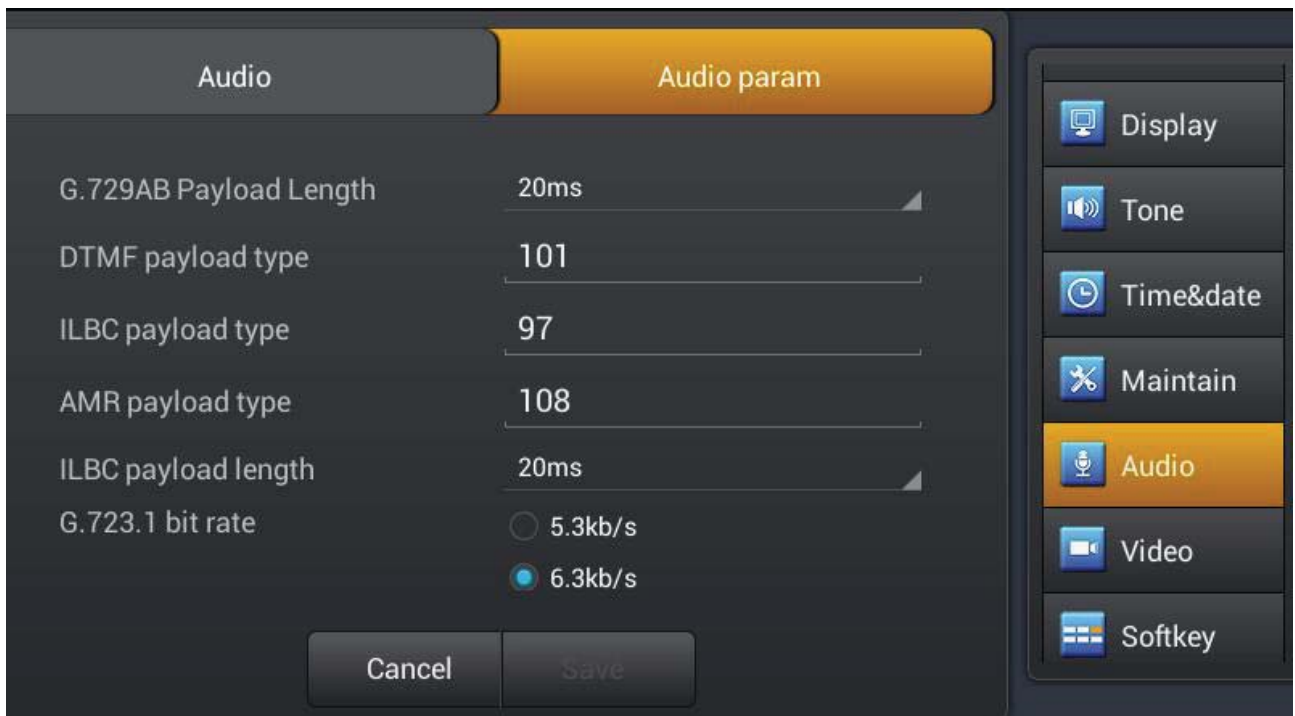 Audio
Audio param
G.729AB Payload Length
20ms
DTMF payload type
101
ILBC payload type
97
AMR payload type
108
ILBC payload length
20ms
G.723.1 bit rate
5.3kb/s
6.3kb/s
Cancel
Save
Display
Tone
Time&date
Maintain
Audio
Video
Softkey